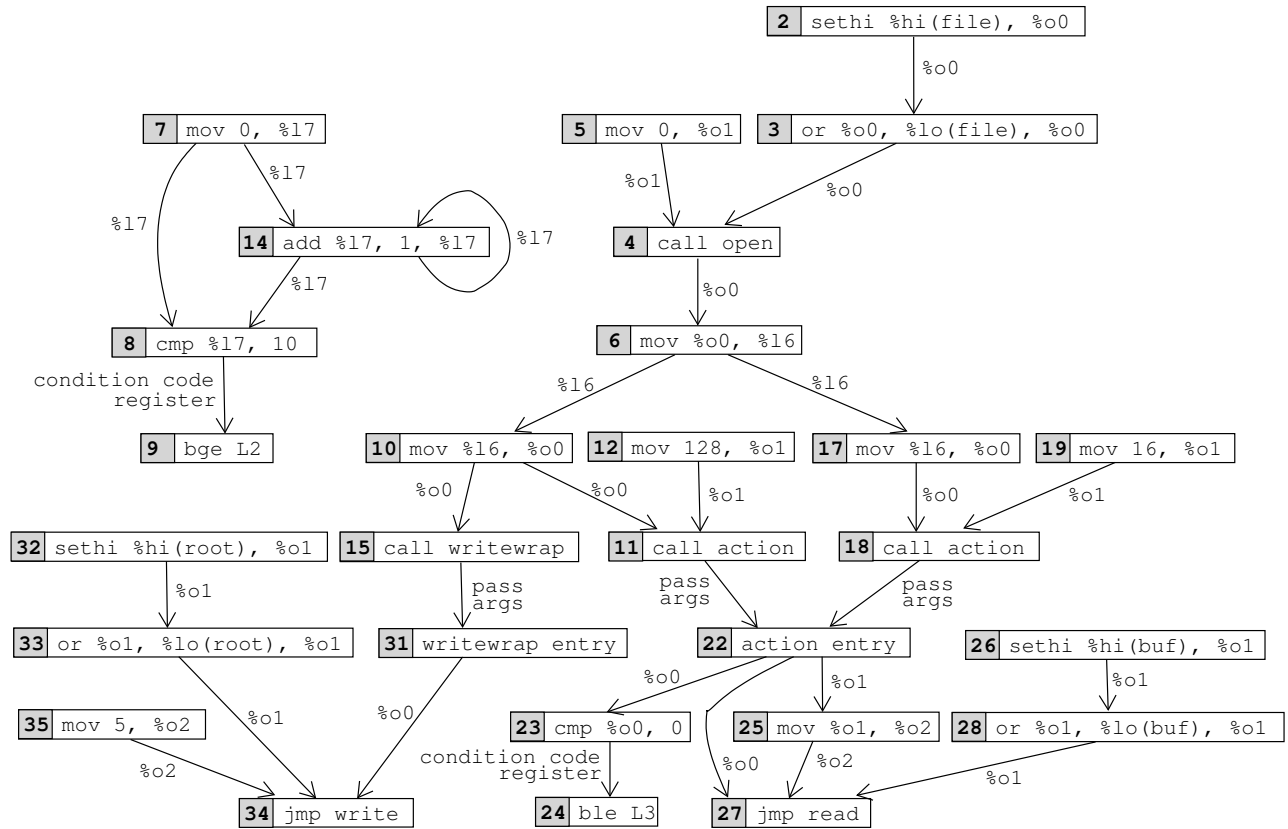 2 sethi %hi(file), %o0
%o0
7 mov 0, %l7
5 mov 0, %o1
3 or %o0, %lo(file), %o0
%l7
%o1
%o0
%l7
14 add %l7, 1, %l7
%l7
4 call open
%l7
%o0
8 cmp %l7, 10
6 mov %o0, %l6
condition code
register
%l6
%l6
9 bge L2
10 mov %l6, %o0
12 mov 128, %o1
17 mov %l6, %o0
19 mov 16, %o1
%o0
%o0
%o1
%o0
%o1
32 sethi %hi(root), %o1
15 call writewrap
11 call action
18 call action
%o1
pass
args
pass
args
pass
args
33 or %o1, %lo(root), %o1
31 writewrap entry
22 action entry
26 sethi %hi(buf), %o1
%o0
%o1
%o1
35 mov 5, %o2
%o1
%o0
23 cmp %o0, 0
25 mov %o1, %o2
28 or %o1, %lo(buf), %o1
%o2
condition code
register
%o0
%o2
%o1
34 jmp write
24 ble L3
27 jmp read